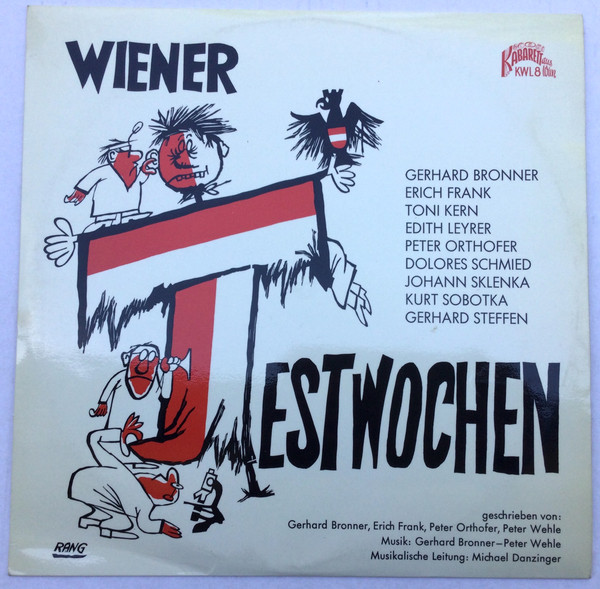 WIENER
KABARETT aus
KWL 8 Wien
GERHARD BRONNER
ERICH FRANK
TONI KERN
EDITH LEYRER
PETER ORTHOFER
DOLORES SCHMIED
JOHANN SKLENKA
KURT SOBOTKA
GERHARD STEFFEN
TESTWOCHEN
geschrieben von:
Gerhard Bronner, Erich Frank, Peter Orthofer, Peter Wehle
Musik: Gerhard Bronner–Peter Wehle
Musikalische Leitung: Michael Danzinger
RANG